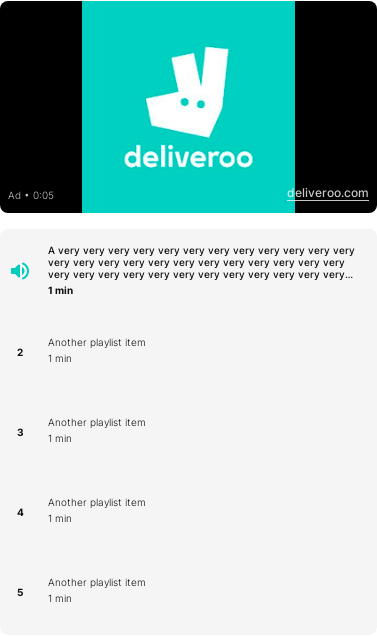 deliveroo
Ad • 0:05
deliveroo.com
A very very very very very very very very very very very very
very very very very very very very very very very very very
very very very very very very very very very very very very...
1 min
2
Another playlist item
1 min
3
Another playlist item
1 min
4
Another playlist item
1 min
5
Another playlist item
1 min